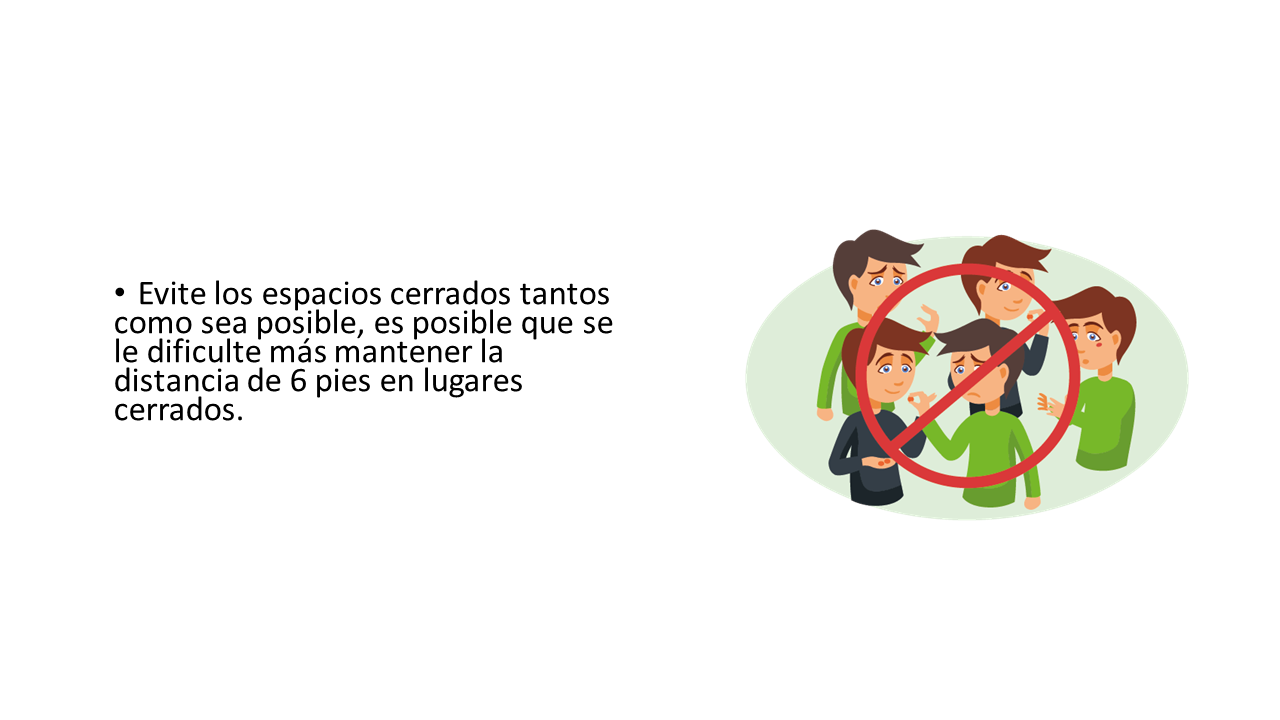 • Evite los espacios cerrados tantos
como sea posible, es posible que se
le dificulte más mantener la
distancia de 6 pies en lugares
cerrados.